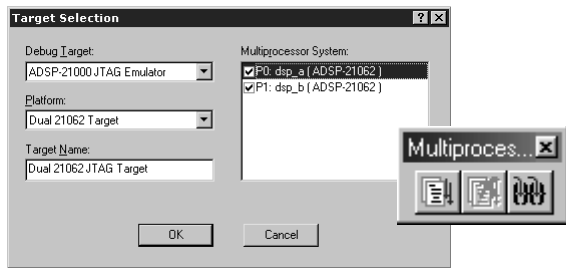 Target Selection
Debug Target:
ADSP-21000 JTAG Emulator
Platform:
Dual 21062 Target
Target Name:
Dual 21062 JTAG Target
Multiprocessor System:
P0: dsp_a ( ADSP-21062 )
P1: dsp_b ( ADSP-21062 )
OK
Cancel
Multiproces...